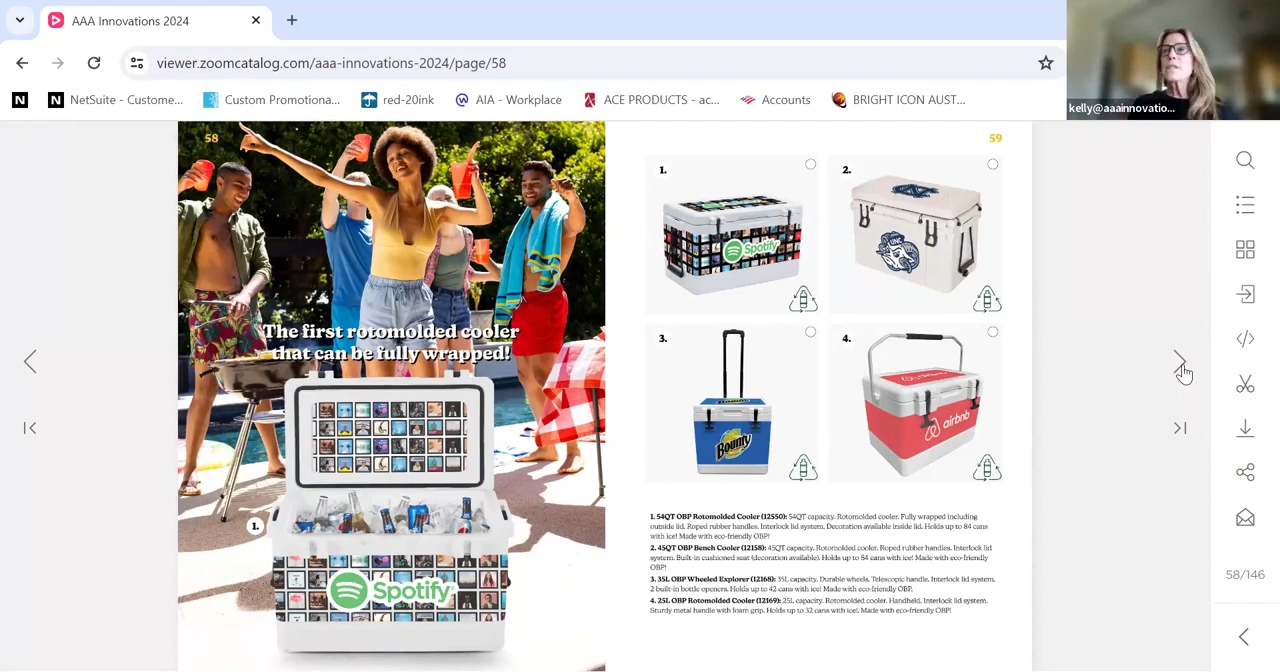 AAA Innovations 2024
viewer.zoomcatalog.com/aaa-innovations-2024/page/58
NetSuite - Custome...
Custom Promotiona...
red-20ink
AIA - Workplace
ACE PRODUCTS - ac...
Accounts
BRIGHT ICON AUST...
kelly@aaainnovatio...
58
The first rotomolded cooler
that can be fully wrapped!
1.
Spotify
59
1.
Spotify
2.
UNC
3.
Bounty
4.
airbnb
1. 54QT OBP Rotomolded Cooler (12550): 54QT capacity. Rotomolded cooler. Fully wrapped including
outside lid. Roped rubber handles. Interlock lid system. Decoration available inside lid. Holds up to 84 cans
with ice! Made with eco-friendly OBP!
2. 45QT OBP Bench Cooler (12158): 45QT capacity. Rotomolded cooler. Roped rubber handles. Interlock lid
system. Built-in cushioned seat (decoration available). Holds up to 84 cans with ice! Made with eco-friendly
OBP!
3. 35L OBP Wheeled Explorer (12168): 35L capacity. Durable wheels. Telescopic handle. Interlock lid system.
2 built-in bottle openers. Holds up to 42 cans with ice! Made with eco-friendly OBP.
4. 25L OBP Rotomolded Cooler (12169): 25L capacity. Rotomolded cooler. Handheld. Interlock lid system.
Sturdy metal handle with foam grip. Holds up to 32 cans with ice! Made with eco-friendly OBP!
58/146